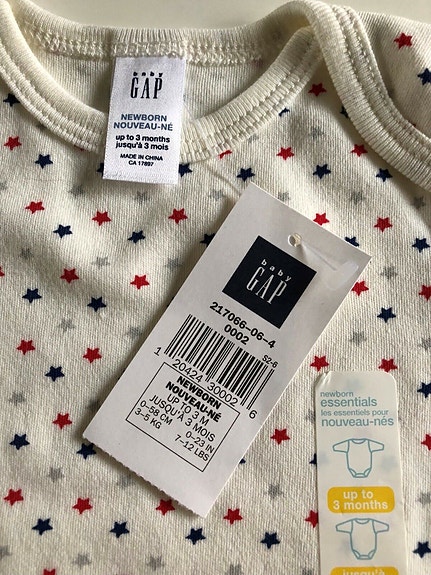 baby
GAP
NEWBORN
NOUVEAU-NÉ
up to 3 months
jusqu'à 3 mois
MADE IN CHINA
CA 17897
baby
GAP
217066-06-4
0002
S2-6
1 20424 30002 6
NEWBORN
NOUVEAU-NÉ
UP TO 3 M
JUSQU'À 3 MOIS
0-58 CM 0-23 IN
3-5 KG 7-12 LBS
newborn
essentials
les essentiels pour
nouveau-nés
up to
3 months
jusqu'à